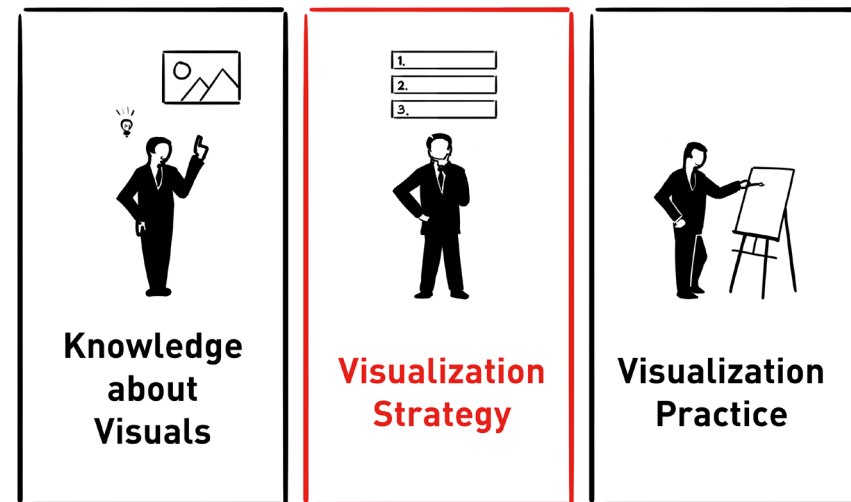 Knowledge
about
Visuals
1.
2.
3.
Visualization
Strategy
Visualization
Practice